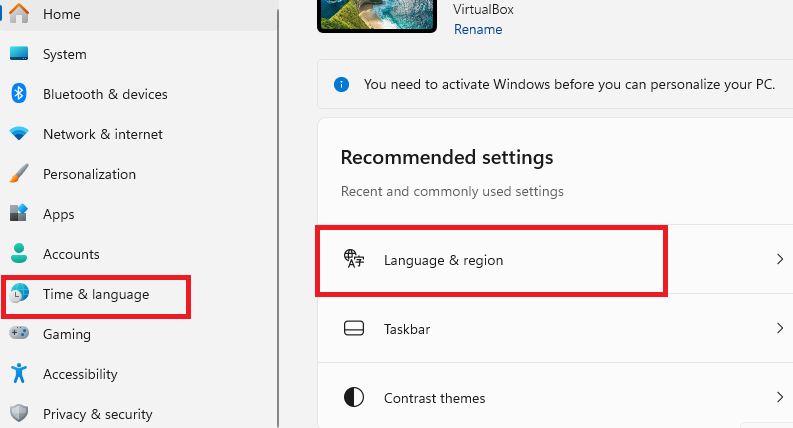 Home
System
Bluetooth & devices
Network & internet
Personalization
Apps
Accounts
Time & language
Gaming
Accessibility
Privacy & security
VirtualBox
Rename
You need to activate Windows before you can personalize your PC.
Recommended settings
Recent and commonly used settings
Language & region
Taskbar
Contrast themes